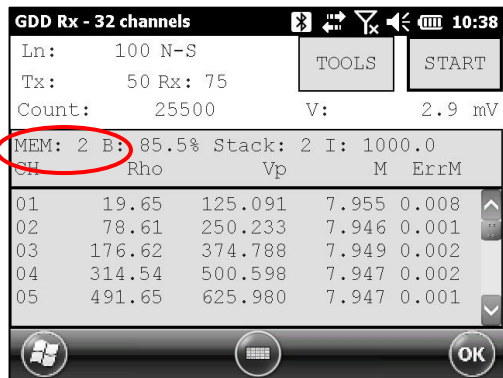 GDD Rx - 32 channels 10:38
Ln: 100 N-S
TOOLS START
Tx: 50 Rx: 75
Count: 25500 V: 2.9 mV
MEM: 2 B: 85.5% Stack: 2 I: 1000.0
CH Rho Vp M ErrM
01 19.65 125.091 7.955 0.008
02 78.61 250.233 7.946 0.001
03 176.62 374.788 7.949 0.002
04 314.54 500.598 7.947 0.002
05 491.65 625.980 7.947 0.001
OK